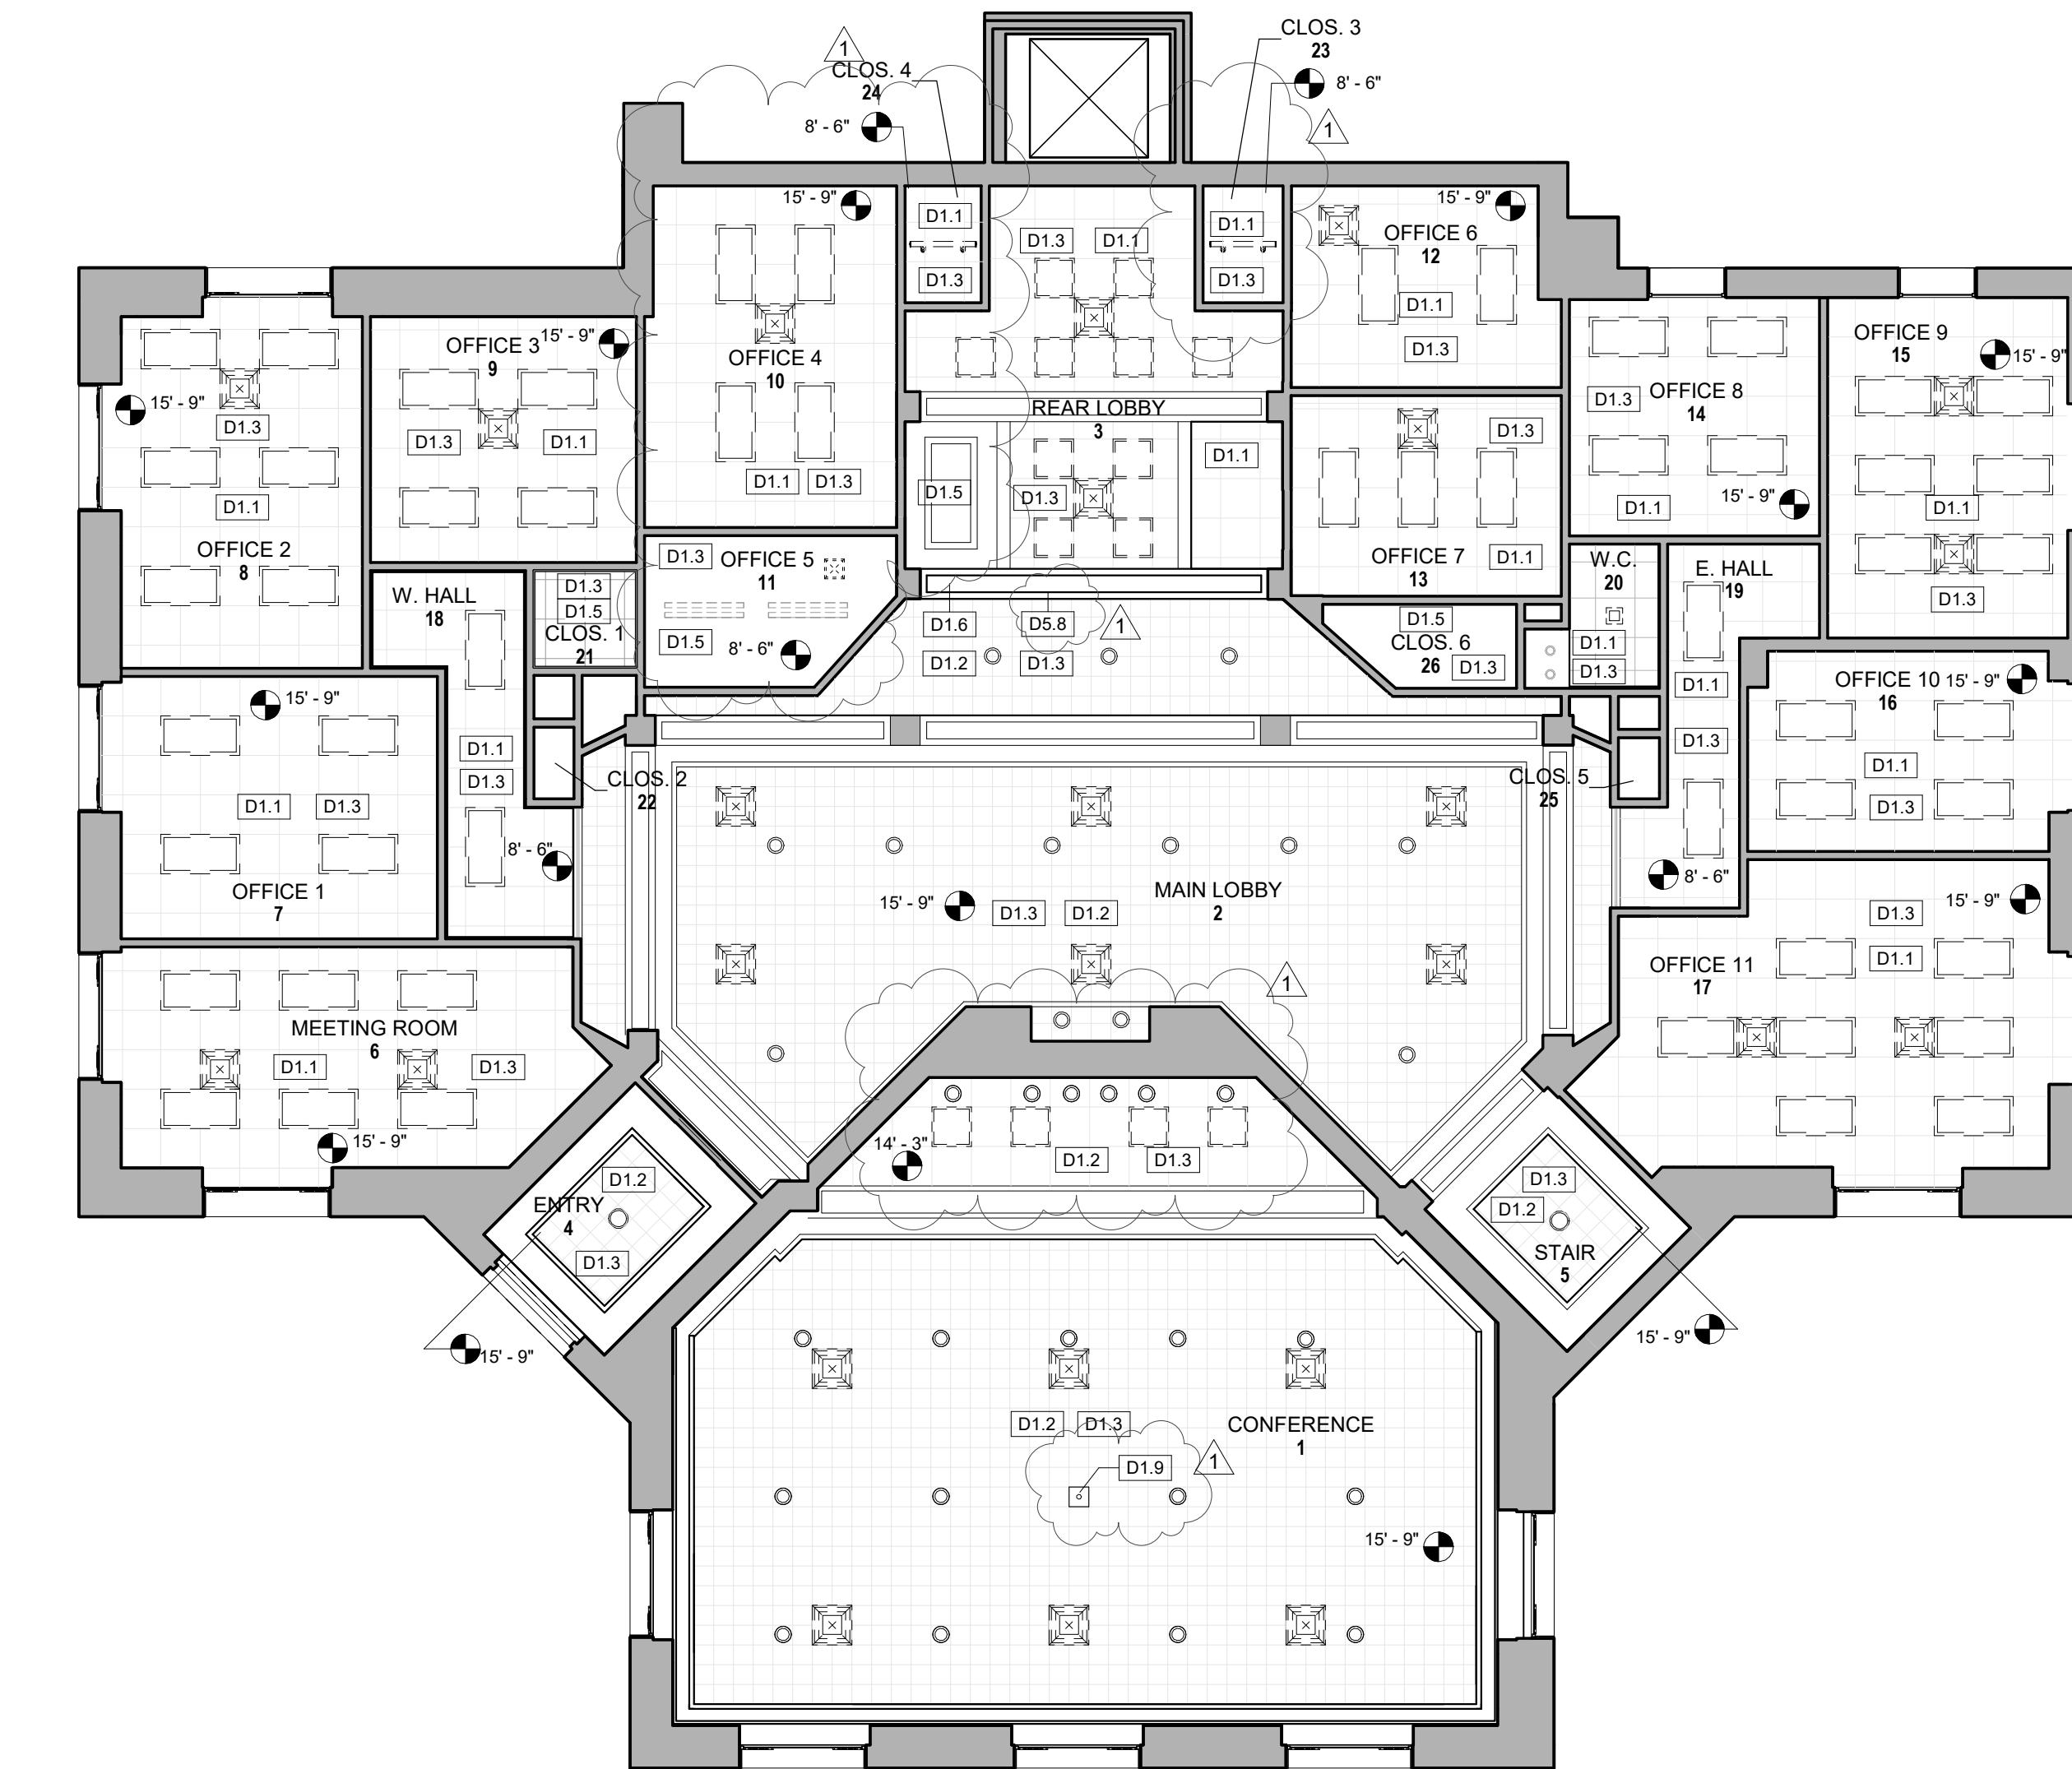 CLOS. 3
23
8' - 6"
1
CLOS. 4
24
8' - 6"
1
15' - 9"
D1.1
D1.3
D1.3
D1.1
D1.1
D1.3
15' - 9"
OFFICE 6
12
D1.1
D1.3
OFFICE 3
9
15' - 9"
D1.3
D1.1
OFFICE 4
10
D1.1
D1.3
15' - 9"
D1.3
D1.1
OFFICE 2
8
REAR LOBBY
3
D1.5
D1.3
D1.1
D1.3
OFFICE 7
13
D1.1
D1.3
OFFICE 8
14
15' - 9"
D1.1
OFFICE 9
15
15' - 9"
D1.1
D1.3
W. HALL
18
D1.3
D1.5
CLOS. 1
21
D1.3
OFFICE 5
11
D1.5
8' - 6"
D1.6
D5.8
1
D1.2
D1.3
D1.5
CLOS. 6
26
D1.3
W.C.
20
D1.1
D1.3
E. HALL
19
D1.1
D1.3
OFFICE 10
16
15' - 9"
D1.1
D1.3
15' - 9"
D1.1
D1.3
OFFICE 1
7
D1.1
D1.3
8' - 6"
CLOS. 2
22
CLOS. 5
25
8' - 6"
MAIN LOBBY
2
15' - 9"
D1.3
D1.2
1
D1.3
15' - 9"
D1.1
OFFICE 11
17
MEETING ROOM
6
D1.1
D1.3
15' - 9"
14' - 3"
D1.2
D1.3
D1.2
ENTRY
4
D1.3
15' - 9"
D1.3
D1.2
STAIR
5
15' - 9"
D1.2
D1.3
CONFERENCE
1
D1.9
1
15' - 9"